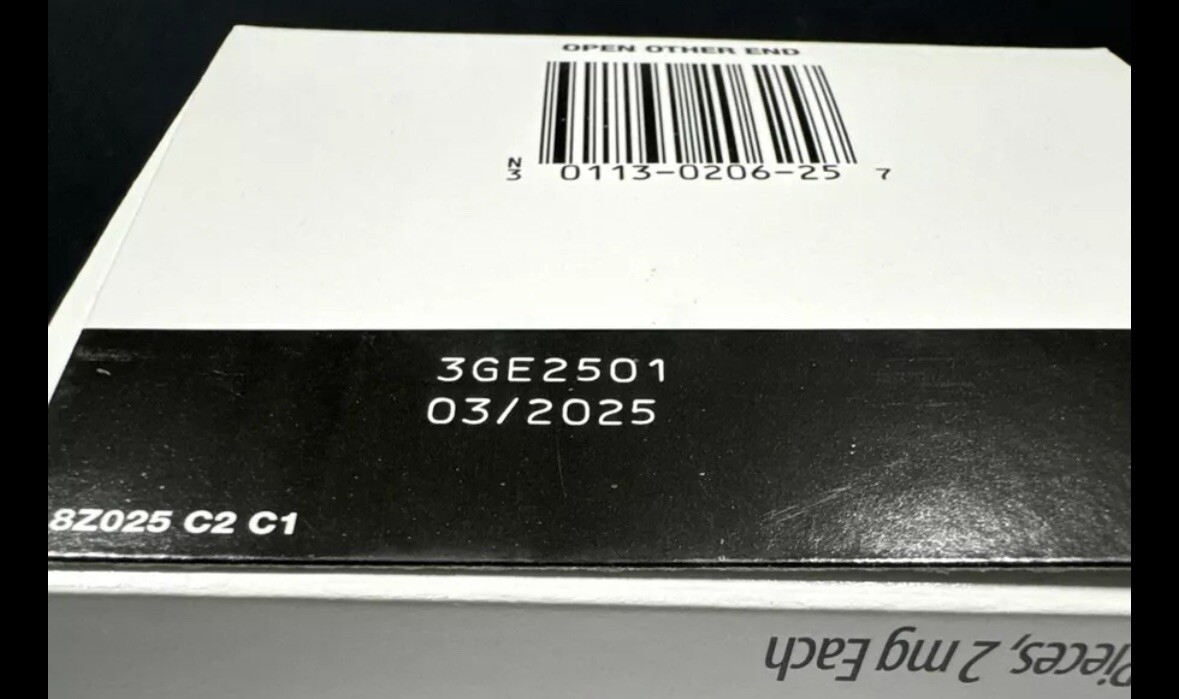 OPEN OTHER END
N
3 0113-0206-25 7
3GE2501
03/2025
8Z025 C2 C1
Pieces, 2 mg Each